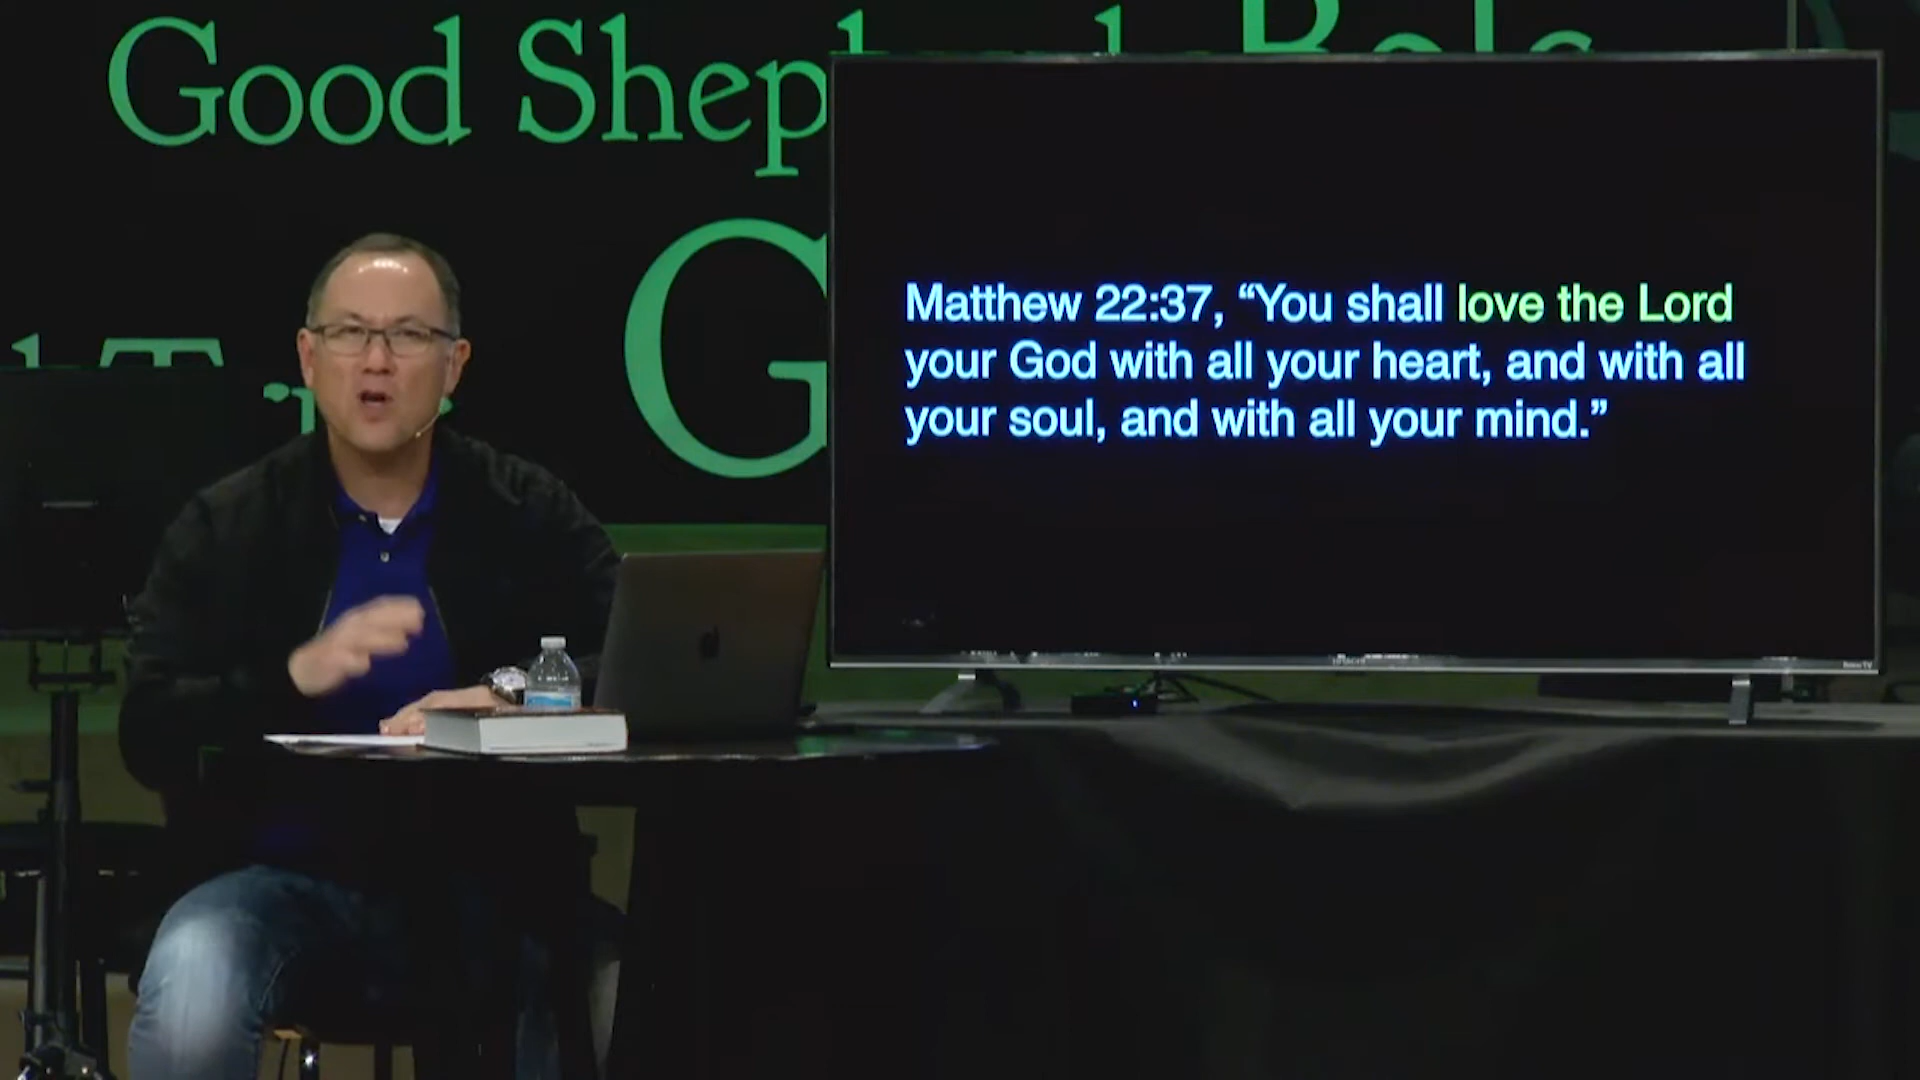 Good Shep
G
Matthew 22:37, “You shall love the Lord
your God with all your heart, and with all
your soul, and with all your mind.”